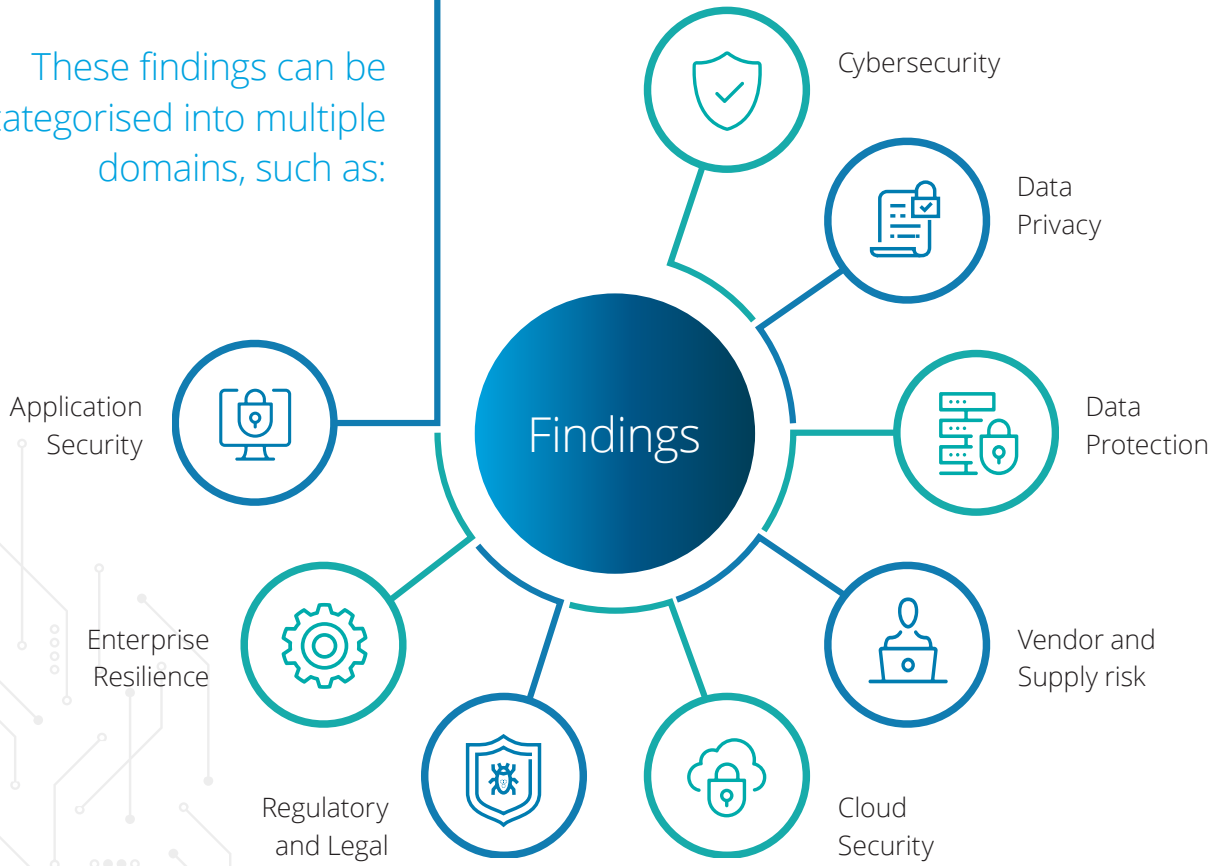 These findings can be
categorised into multiple
domains, such as:
Cybersecurity
Data
Privacy
Data
Protection
Vendor and
Supply risk
Cloud
Security
Regulatory
and Legal
Enterprise
Resilience
Application
Security
Findings